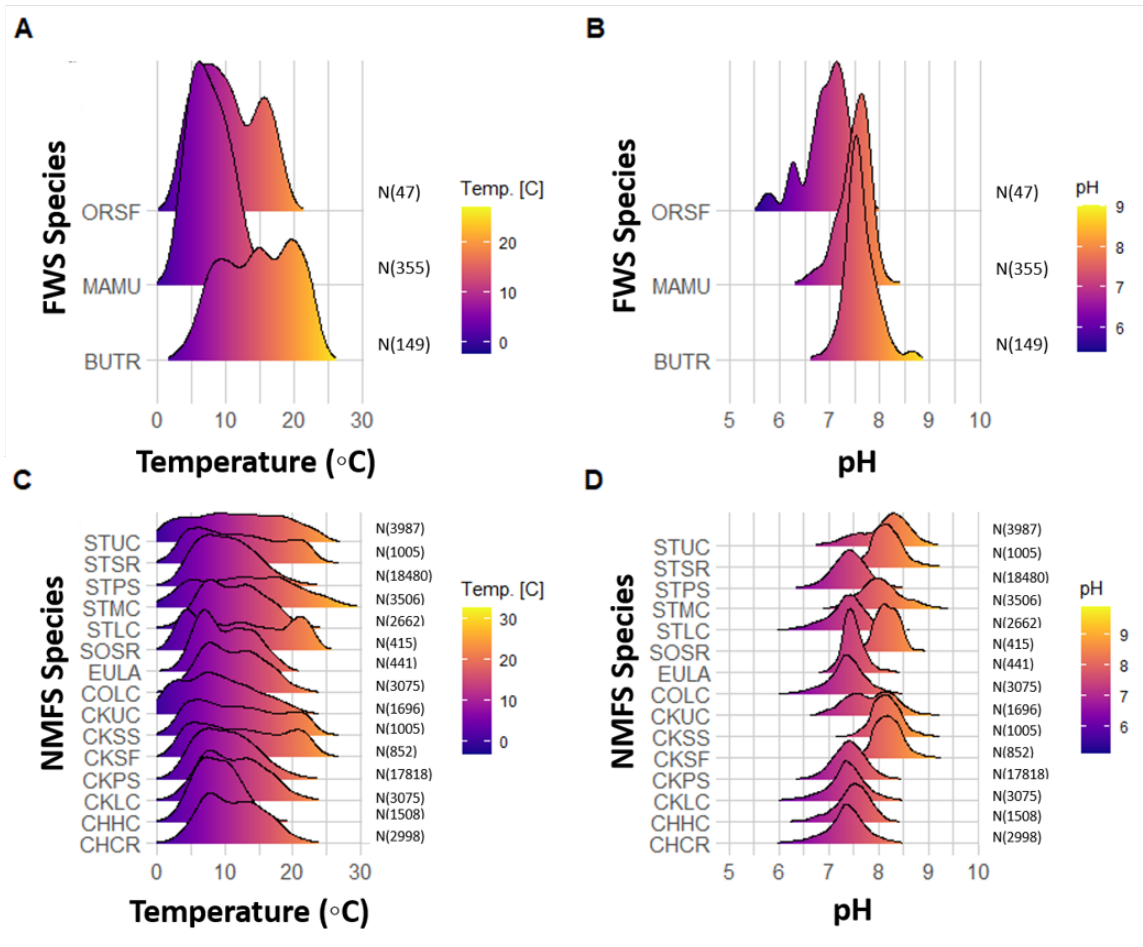 A
FWS Species
ORSF
MAMU
BUTR
N(47)
N(355)
N(149)
Temp. [C]
20
10
0
0 10 20 30
Temperature (◦C)
B
FWS Species
ORSF
MAMU
BUTR
N(47)
N(355)
N(149)
pH
9
8
7
6
5 6 7 8 9 10
pH
C
NMFS Species
STUC
STSR
STPS
STMC
STLC
SOSR
EULA
COLC
CKUC
CKSS
CKSF
CKPS
CKLC
CHHC
CHCR
N(3987)
N(1005)
N(18480)
N(3506)
N(2662)
N(415)
N(441)
N(3075)
N(1696)
N(1005)
N(852)
N(17818)
N(3075)
N(1508)
N(2998)
Temp. [C]
30
20
10
0
0 10 20 30
Temperature (◦C)
D
NMFS Species
STUC
STSR
STPS
STMC
STLC
SOSR
EULA
COLC
CKUC
CKSS
CKSF
CKPS
CKLC
CHHC
CHCR
N(3987)
N(1005)
N(18480)
N(3506)
N(2662)
N(415)
N(441)
N(3075)
N(1696)
N(1005)
N(852)
N(17818)
N(3075)
N(1508)
N(2998)
pH
9
8
7
6
5 6 7 8 9 10
pH